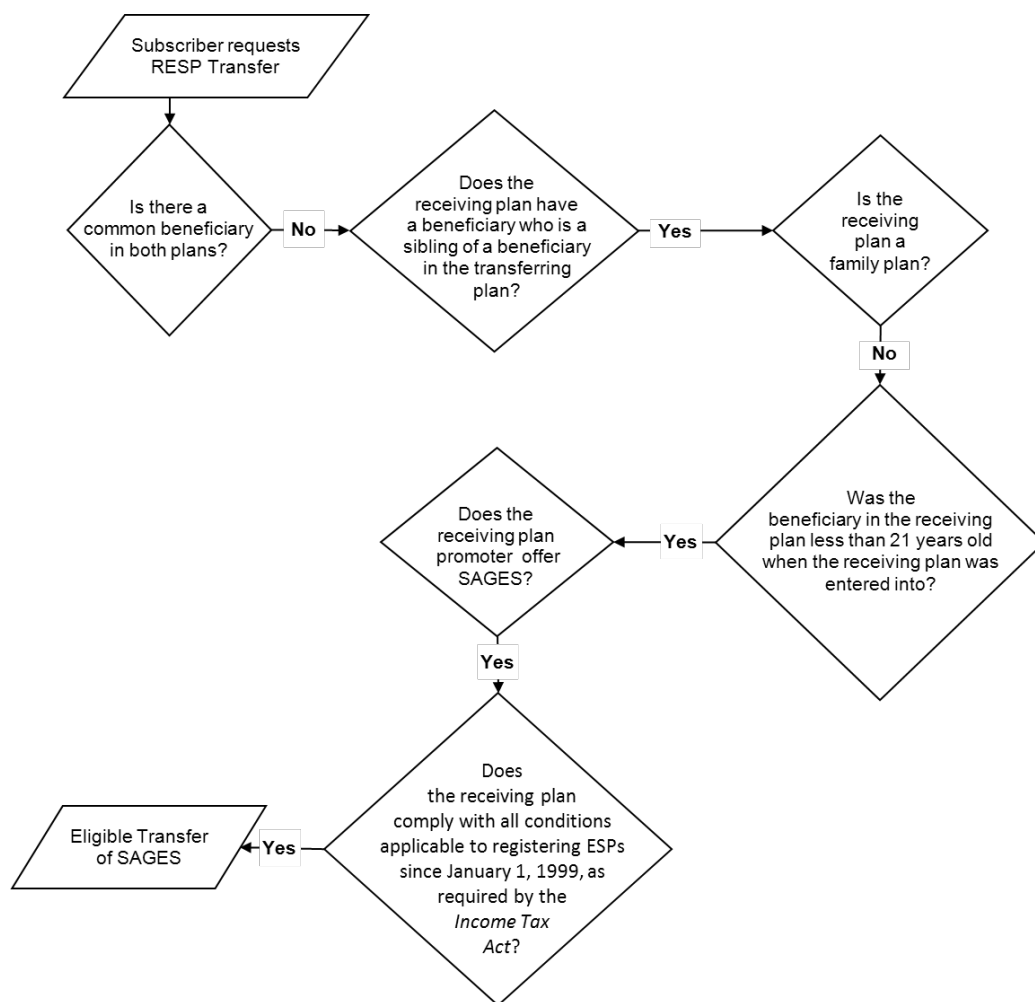 Subscriber requests
RESP Transfer
Is there a
common beneficiary
in both plans?
No
Does the
receiving plan have
a beneficiary who is a
sibling of a beneficiary
in the transferring
plan?
Yes
Is the
receiving
plan a
family plan?
No
Was the
beneficiary in the receiving
plan less than 21 years old
when the receiving plan was
entered into?
Yes
Does the
receiving plan
promoter offer
SAGES?
Yes
Does
the receiving plan
comply with all conditions
applicable to registering ESPs
since January 1, 1999, as
required by the
Income Tax
Act?
Yes
Eligible Transfer
of SAGES